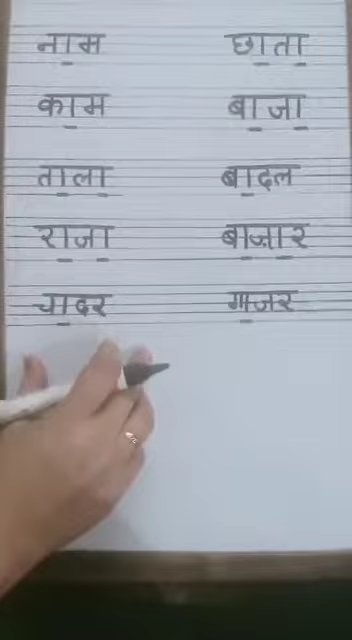 नाम छाता
काम बाजा
ताला बादल
राजा बाज़ार
चादर गाजर